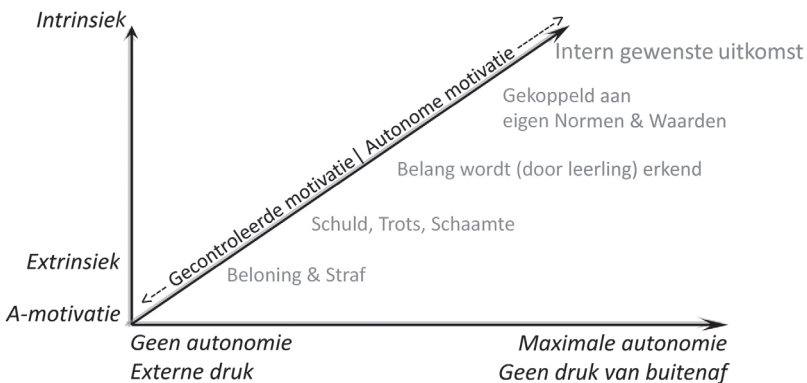 Intrinsiek
Intern gewenste uitkomst
Gecontroleerde motivatie | Autonome motivatie
Gekoppeld aan
eigen Normen & Waarden
Belang wordt (door leerling) erkend
Schuld, Trots, Schaamte
Extrinsiek
Beloning & Straf
A-motivatie
Geen autonomie
Externe druk
Maximale autonomie
Geen druk van buitenaf